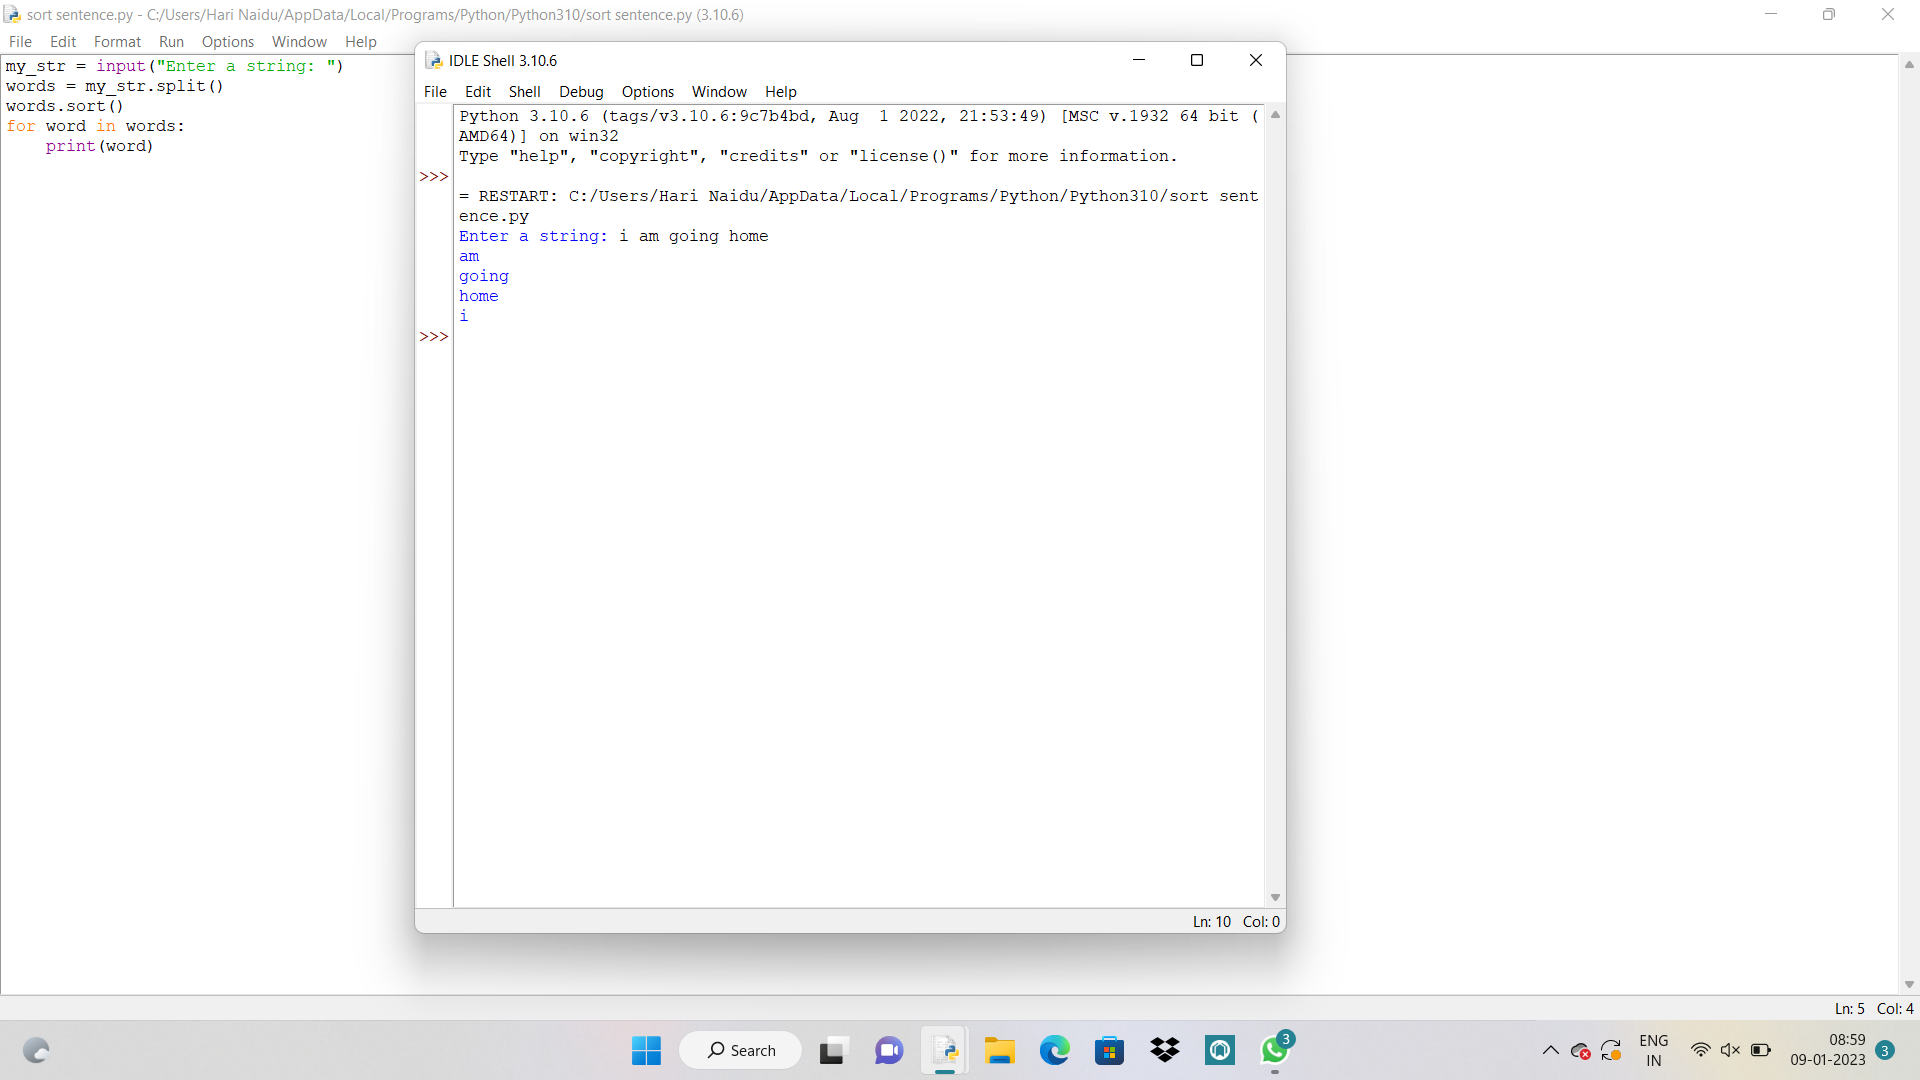 sort sentence.py - C:/Users/Hari Naidu/AppData/Local/Programs/Python/Python310/sort sentence.py (3.10.6)
File Edit Format Run Options Window Help
my_str = input("Enter a string: ")
words = my_str.split()
words.sort()
for word in words:
    print(word)
IDLE Shell 3.10.6
File Edit Shell Debug Options Window Help
Python 3.10.6 (tags/v3.10.6:9c7b4bd, Aug  1 2022, 21:53:49) [MSC v.1932 64 bit (
AMD64)] on win32
Type "help", "copyright", "credits" or "license()" for more information.
>>>
= RESTART: C:/Users/Hari Naidu/AppData/Local/Programs/Python/Python310/sort sent
ence.py
Enter a string: i am going home
am
going
home
i
>>>
Ln: 10 Col: 0
Ln: 5 Col: 4
Search
3
ENG
IN
08:59
09-01-2023
3